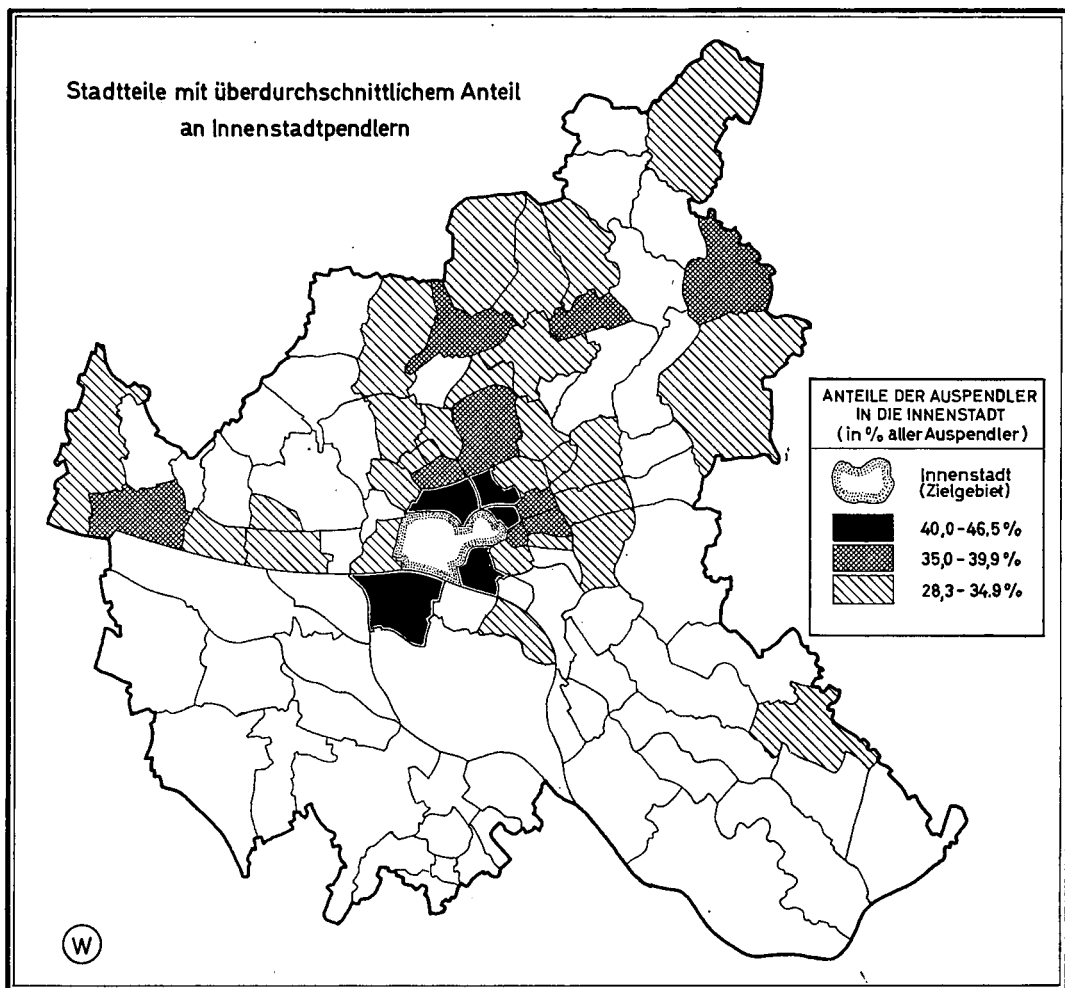 Stadtteile mit überdurchschnittlichem Anteil
an Innenstadtpendlern
ANTEILE DER AUSPENDLER
IN DIE INNENSTADT
(in % aller Auspendler)
Innenstadt
(Zielgebiet)
40,0-46,5%
35,0-39,9%
28,3-34.9%
W